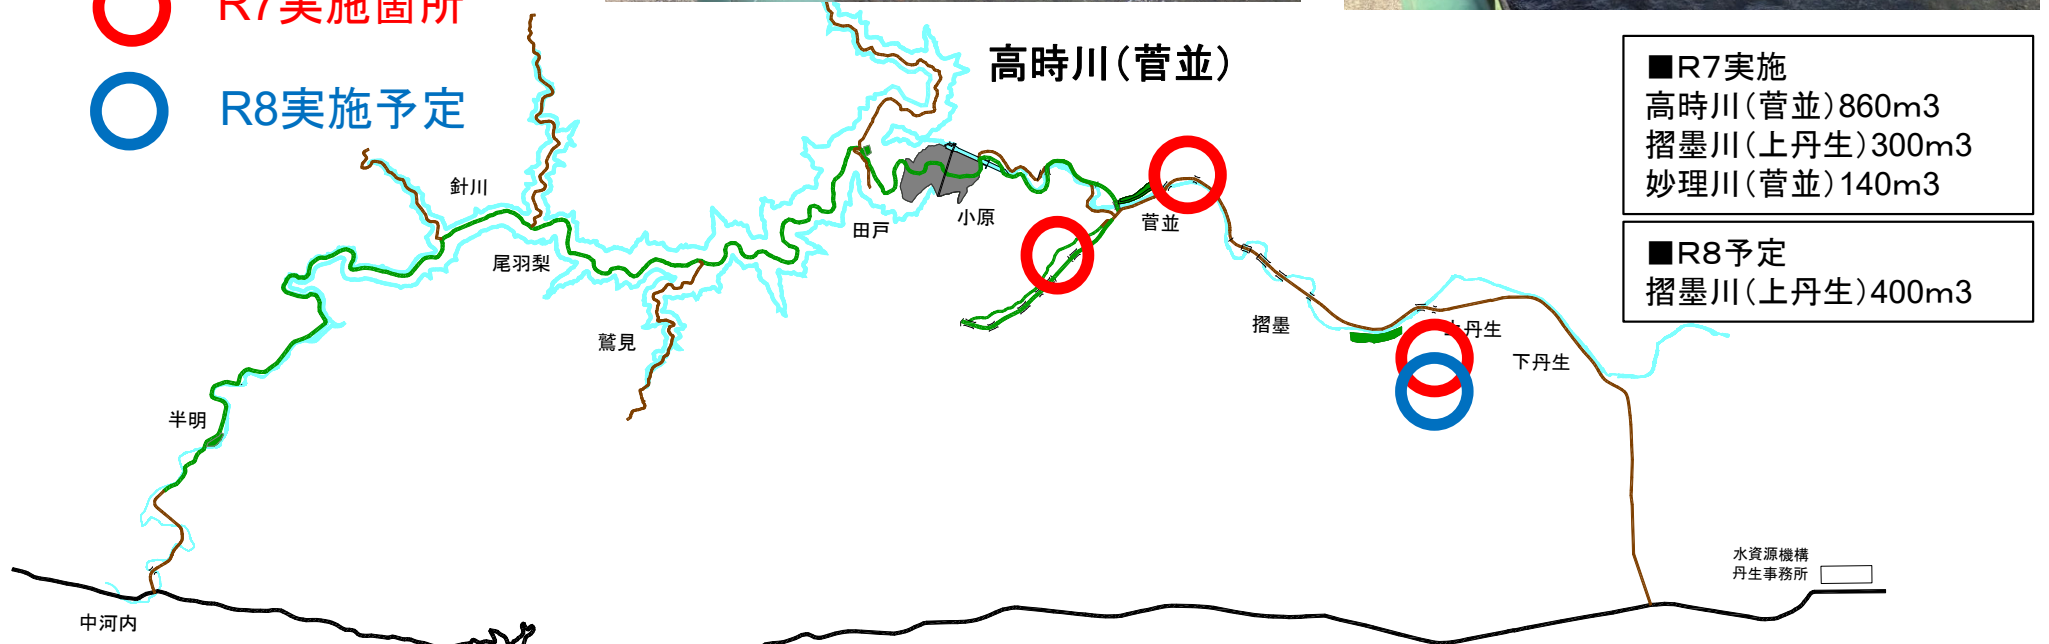 R7実施箇所
R8実施予定
高時川（菅並）
■R7実施
高時川（菅並）860m3
摺墨川（上丹生）300m3
妙理川（菅並）140m3
■R8予定
摺墨川（上丹生）400m3
針川
尾羽梨
田戸
小原
菅並
鷲見
摺墨
上丹生
下丹生
半明
中河内
水資源機構
丹生事務所